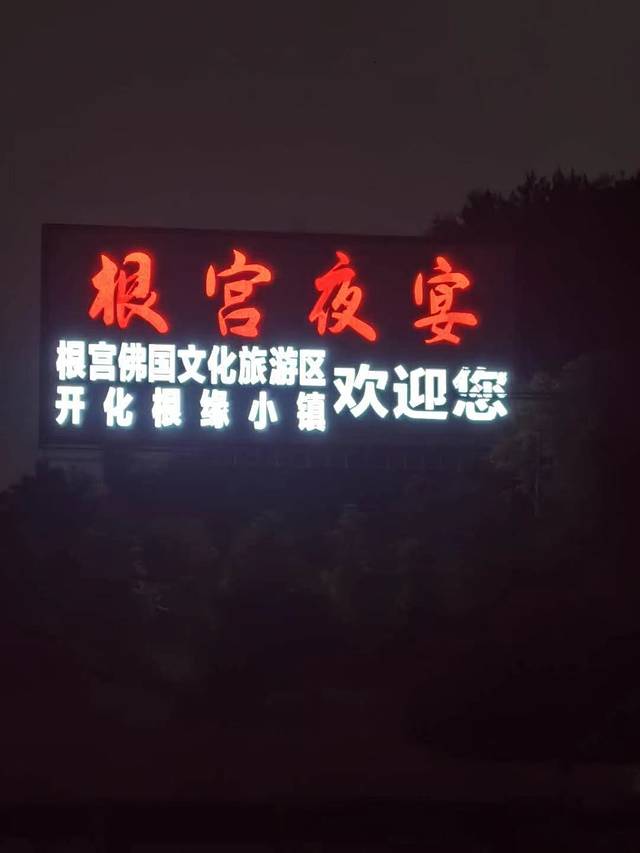 根宫夜宴
根宫佛国文化旅游区
开化根缘小镇
欢迎您